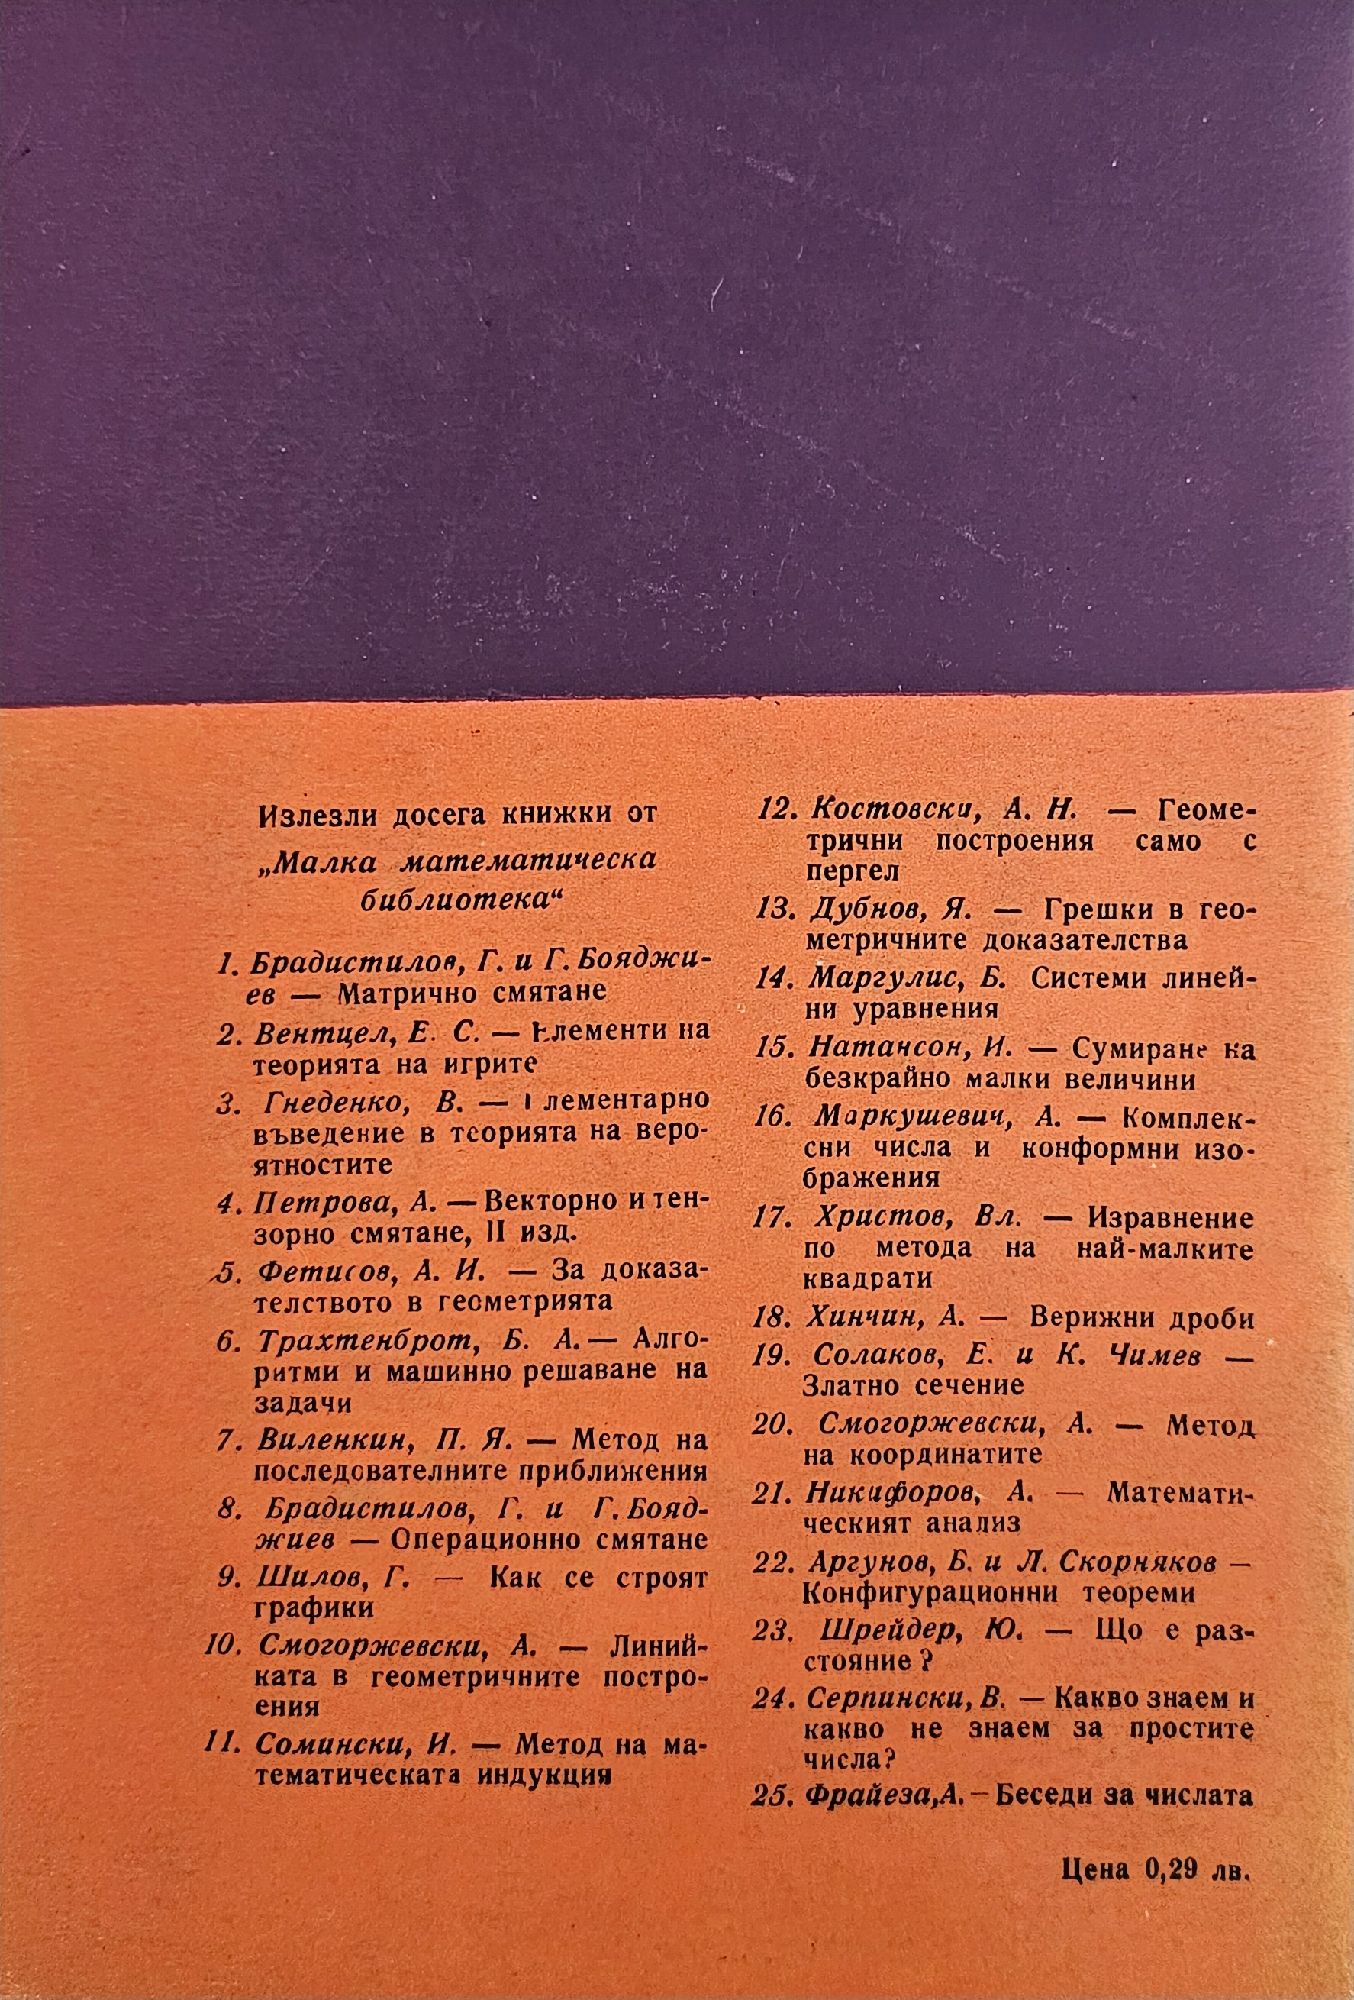 Излезли досега книжки от
„Малка математическа
библиотека“
1. Брадистилов, Г. и Г. Бояджи-
ев — Матрично смятане
2. Вентцел, Е. С. — Елементи на
теорията на игрите
3. Гнеденко, В. — Елементарно
въведение в теорията на веро-
ятностите
4. Петрова, А. — Векторно и тен-
зорно смятане, II изд.
5. Фетисов, А. И. — За доказа-
телството в геометрията
6. Трахтенброт, Б. А. — Алго-
ритми и машинно решаване на
задачи
7. Виленкин, П. Я. — Метод на
последователните приближения
8. Брадистилов, Г. и Г. Бояд-
жиев — Операционно смятане
9. Шилов, Г. — Как се строят
графики
10. Смогоржевски, А. — Линий-
ката в геометричните постро-
ения
11. Сомински, И. — Метод на ма-
тематическата индукция
12. Костовски, А. Н. — Геоме-
трични построения само с
пергел
13. Дубнов, Я. — Грешки в гео-
метричните доказателства
14. Маргулис, Б. Системи линей-
ни уравнения
15. Натансон, И. — Сумиране на
безкрайно малки величини
16. Маркушевич, А. — Комплек-
сни числа и конформни изо-
бражения
17. Христов, Вл. — Изравнение
по метода на най-малките
квадрати
18. Хинчин, А. — Верижни дроби
19. Солаков, Е. и К. Чимев —
Златно сечение
20. Смогоржевски, А. — Метод
на координатите
21. Никифоров, А. — Математи-
ческият анализ
22. Аргунов, Б. и Л. Скорняков —
Конфигурационни теореми
23. Шрейдер, Ю. — Що е раз-
стояние?
24. Серпински, В. — Какво знаем и
какво не знаем за простите
числа?
25. Фрайеза, А. — Беседи за числата
Цена 0,29 лв.